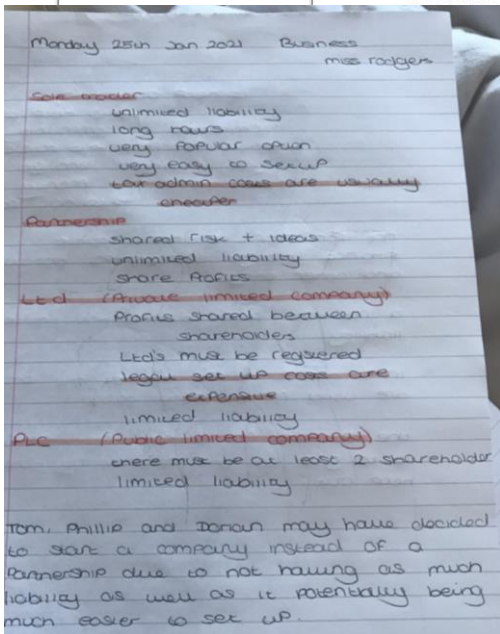 Monday 25th Jan 2021 Business
miss rodgers
Sole trader
unlimited liability
long hours
very popular option
very easy to setup
tax admin costs are usually
cheaper
Partnership
shared risk + ideas
unlimited liability
share Profits
Ltd (Private limited company)
Profits shared between
shareholders
Ltd's must be registered
legal set up costs are
expensive
limited liability
PLC (Public limited company)
there must be at least 2 shareholder
limited liability
Tom, Phillip and Dorian may have decided
to start a company instead of a
Partnership due to not having as much
liability as well as it potentially being
much easier to set up.